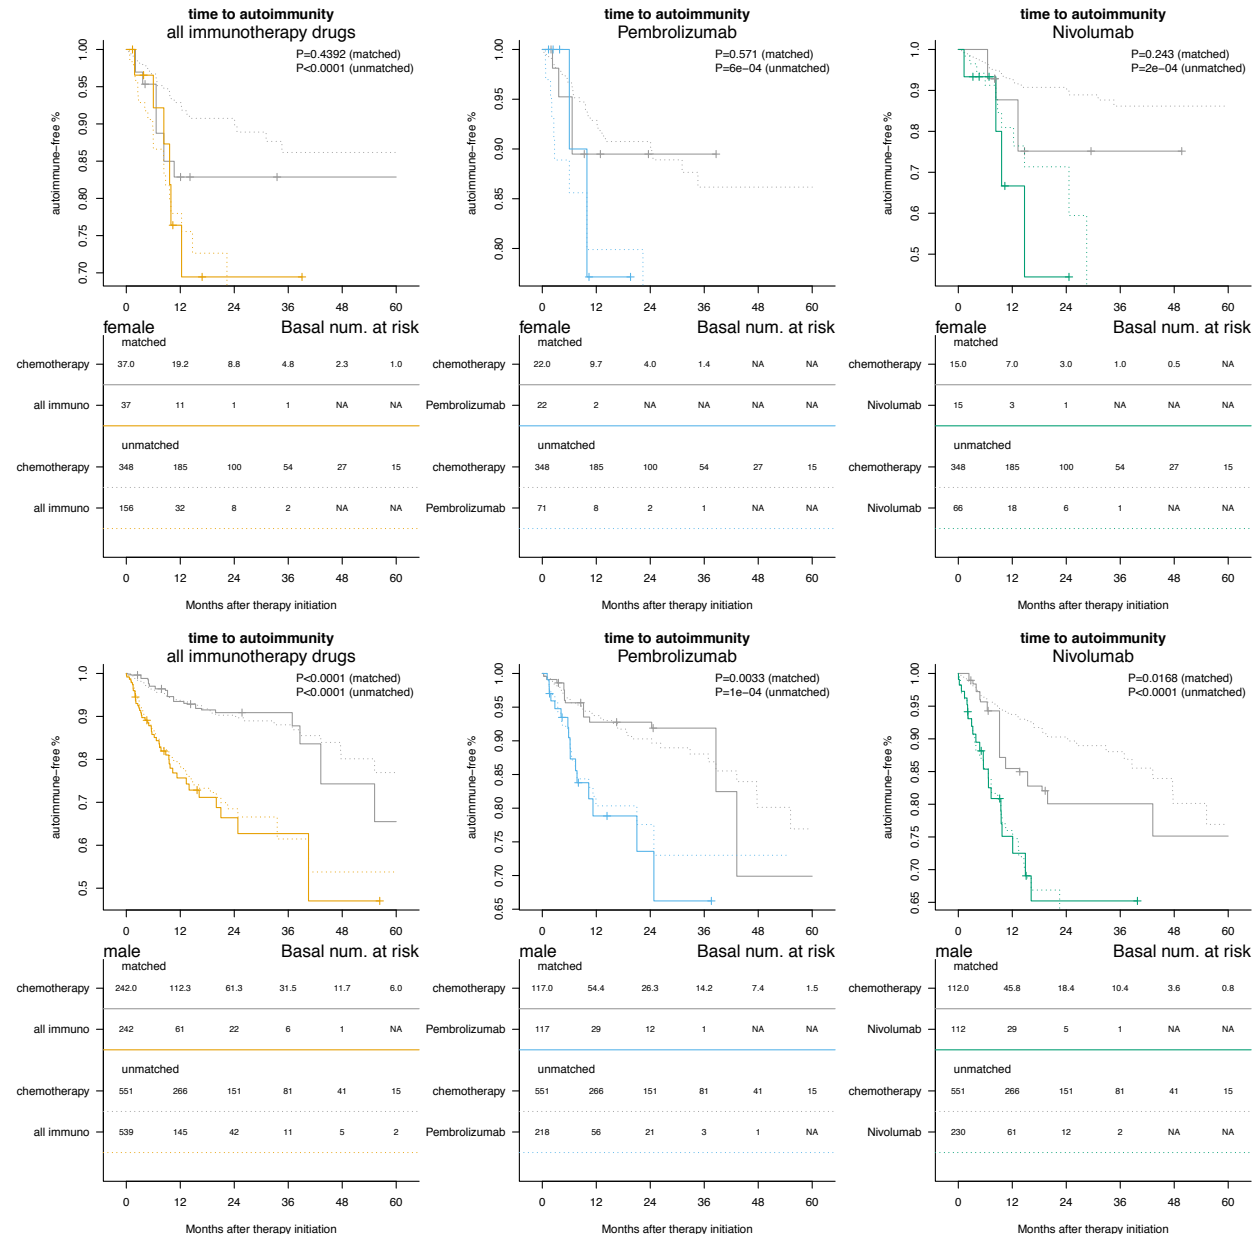 time to autoimmunity
all immunotherapy drugs
P=0.4392 (matched)
P<0.0001 (unmatched)
autoimmune−free %
1.00
0.95
0.90
0.85
0.80
0.75
0.70
0 12 24 36 48 60
female Basal num. at risk
matched
chemotherapy 37.0 19.2 8.8 4.8 2.3 1.0
all immuno 37 11 1 1 NA NA
unmatched
chemotherapy 348 185 100 54 27 15
all immuno 156 32 8 2 NA NA
0 12 24 36 48 60
Months after therapy initiation
time to autoimmunity
Pembrolizumab
P=0.571 (matched)
P=6e−04 (unmatched)
autoimmune−free %
1.00
0.95
0.90
0.85
0.80
0 12 24 36 48 60
female Basal num. at risk
matched
chemotherapy 22.0 9.7 4.0 1.4 NA NA
Pembrolizumab 22 2 NA NA NA NA
unmatched
chemotherapy 348 185 100 54 27 15
Pembrolizumab 71 8 2 1 NA NA
0 12 24 36 48 60
Months after therapy initiation
time to autoimmunity
Nivolumab
P=0.243 (matched)
P=2e−04 (unmatched)
autoimmune−free %
1.0
0.9
0.8
0.7
0.6
0.5
0 12 24 36 48 60
female Basal num. at risk
matched
chemotherapy 15.0 7.0 3.0 1.0 0.5 NA
Nivolumab 15 3 1 NA NA NA
unmatched
chemotherapy 348 185 100 54 27 15
Nivolumab 66 18 6 1 NA NA
0 12 24 36 48 60
Months after therapy initiation
time to autoimmunity
all immunotherapy drugs
P<0.0001 (matched)
P<0.0001 (unmatched)
autoimmune−free %
1.0
0.9
0.8
0.7
0.6
0.5
0 12 24 36 48 60
male Basal num. at risk
matched
chemotherapy 242.0 112.3 61.3 31.5 11.7 6.0
all immuno 242 61 22 6 1 NA
unmatched
chemotherapy 551 266 151 81 41 15
all immuno 539 145 42 11 5 2
0 12 24 36 48 60
Months after therapy initiation
time to autoimmunity
Pembrolizumab
P=0.0033 (matched)
P=1e−04 (unmatched)
autoimmune−free %
1.00
0.95
0.90
0.85
0.80
0.75
0.70
0.65
0 12 24 36 48 60
male Basal num. at risk
matched
chemotherapy 117.0 54.4 26.3 14.2 7.4 1.5
Pembrolizumab 117 29 12 1 NA NA
unmatched
chemotherapy 551 266 151 81 41 15
Pembrolizumab 218 56 21 3 1 NA
0 12 24 36 48 60
Months after therapy initiation
time to autoimmunity
Nivolumab
P=0.0168 (matched)
P<0.0001 (unmatched)
autoimmune−free %
1.00
0.95
0.90
0.85
0.80
0.75
0.70
0.65
0 12 24 36 48 60
male Basal num. at risk
matched
chemotherapy 112.0 45.8 18.4 10.4 3.6 0.8
Nivolumab 112 29 5 1 NA NA
unmatched
chemotherapy 551 266 151 81 41 15
Nivolumab 230 61 12 2 NA NA
0 12 24 36 48 60
Months after therapy initiation